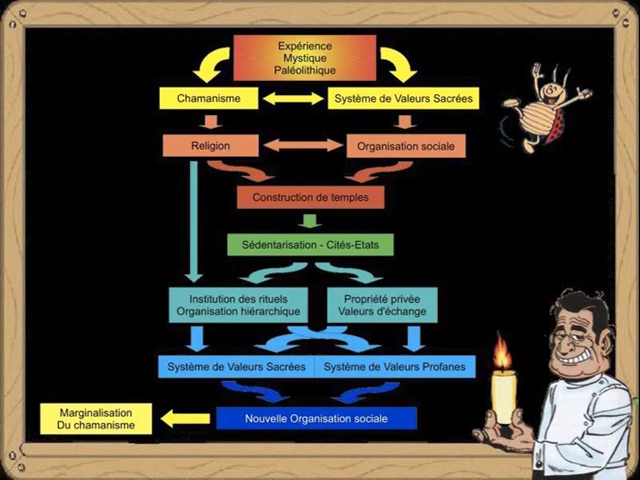 Expérience
Mystique
Paléolithique
Chamanisme
Système de Valeurs Sacrées
Religion
Organisation sociale
Construction de temples
Sédentarisation - Cités-Etats
Institution des rituels
Organisation hiérarchique
Propriété privée
Valeurs d'échange
Système de Valeurs Sacrées
Système de Valeurs Profanes
Marginalisation
Du chamanisme
Nouvelle Organisation sociale